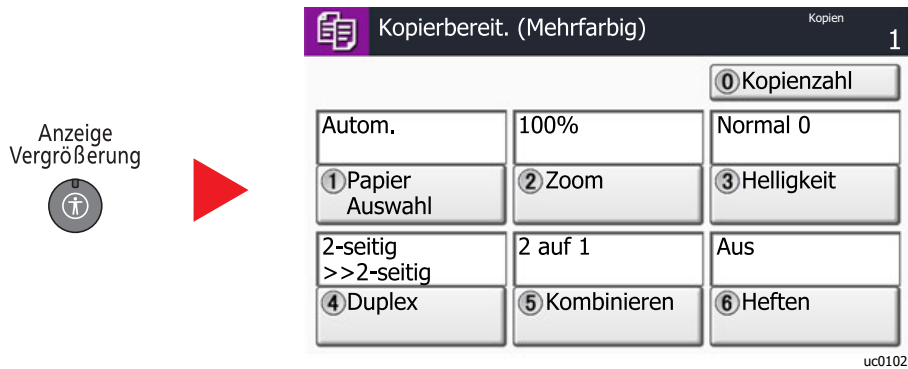 Anzeige
Vergrößerung
Kopierbereit. (Mehrfarbig)
Kopien
1
0 Kopienzahl
Autom.
100%
Normal 0
1 Papier
Auswahl
2 Zoom
3 Helligkeit
2-seitig
>>2-seitig
2 auf 1
Aus
4 Duplex
5 Kombinieren
6 Heften
uc0102